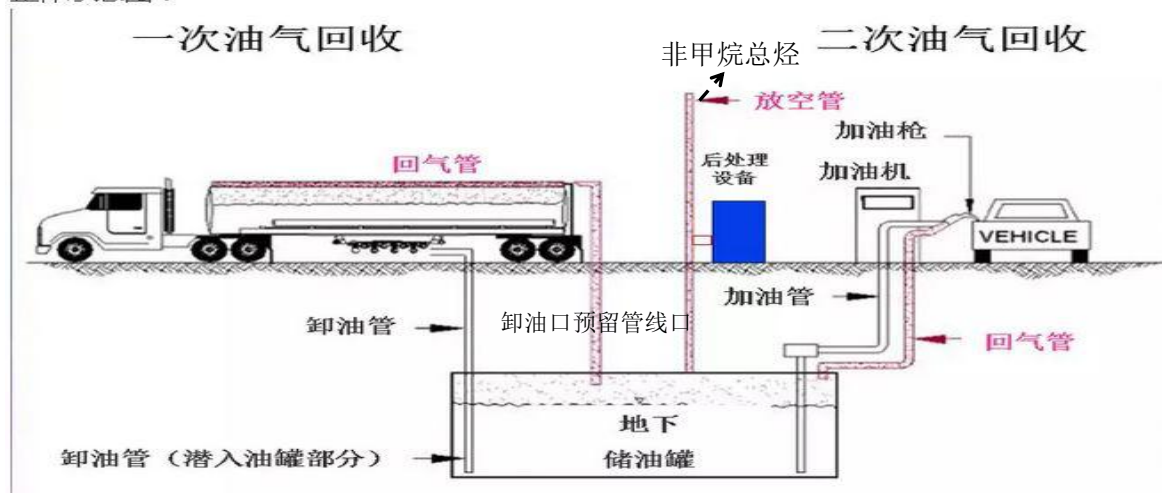 一次油气回收
二次油气回收
非甲烷总烃
放空管
加油枪
回气管
后处理
设备
加油机
VEHICLE
加油管
卸油管
卸油口预留管线口
回气管
地下
储油罐
卸油管（潜入油罐部分）